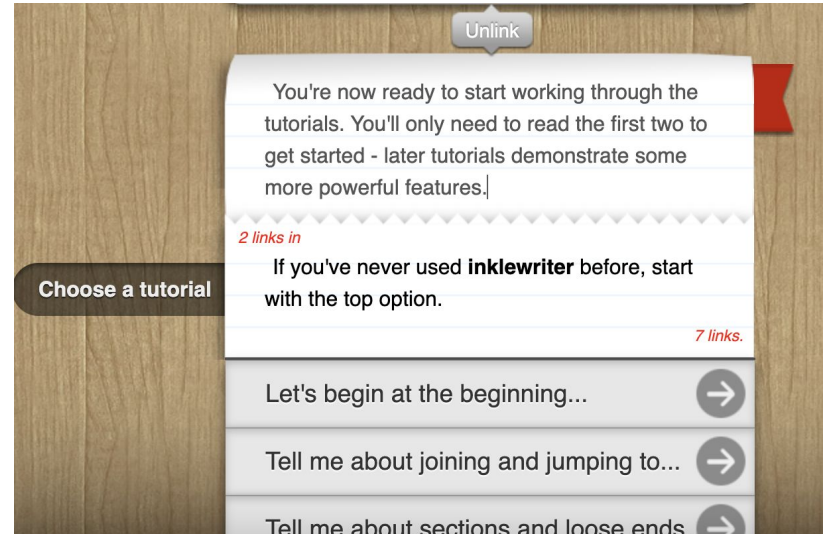 Unlink
You're now ready to start working through the
tutorials. You'll only need to read the first two to
get started - later tutorials demonstrate some
more powerful features.
2 links in
If you've never used inklewriter before, start
with the top option.
Choose a tutorial
7 links.
Let's begin at the beginning...
Tell me about joining and jumping to...
Tell me about sections and loose ends